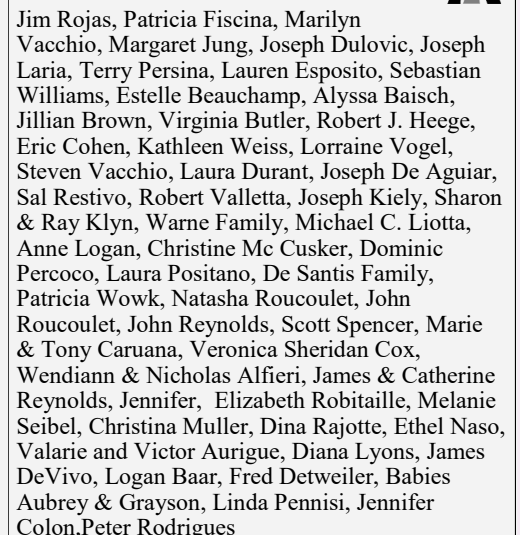 Jim Rojas, Patricia Fiscina, Marilyn
Vacchio, Margaret Jung, Joseph Dulovic, Joseph
Laria, Terry Persina, Lauren Esposito, Sebastian
Williams, Estelle Beauchamp, Alyssa Baisch,
Jillian Brown, Virginia Butler, Robert J. Heege,
Eric Cohen, Kathleen Weiss, Lorraine Vogel,
Steven Vacchio, Laura Durant, Joseph De Aguiar,
Sal Restivo, Robert Valletta, Joseph Kiely, Sharon
& Ray Klyn, Warne Family, Michael C. Liotta,
Anne Logan, Christine Mc Cusker, Dominic
Percoco, Laura Positano, De Santis Family,
Patricia Wowk, Natasha Roucoulet, John
Roucoulet, John Reynolds, Scott Spencer, Marie
& Tony Caruana, Veronica Sheridan Cox,
Wendiann & Nicholas Alfieri, James & Catherine
Reynolds, Jennifer,  Elizabeth Robitaille, Melanie
Seibel, Christina Muller, Dina Rajotte, Ethel Naso,
Valarie and Victor Aurigue, Diana Lyons, James
DeVivo, Logan Baar, Fred Detweiler, Babies
Aubrey & Grayson, Linda Pennisi, Jennifer
Colon,Peter Rodrigues